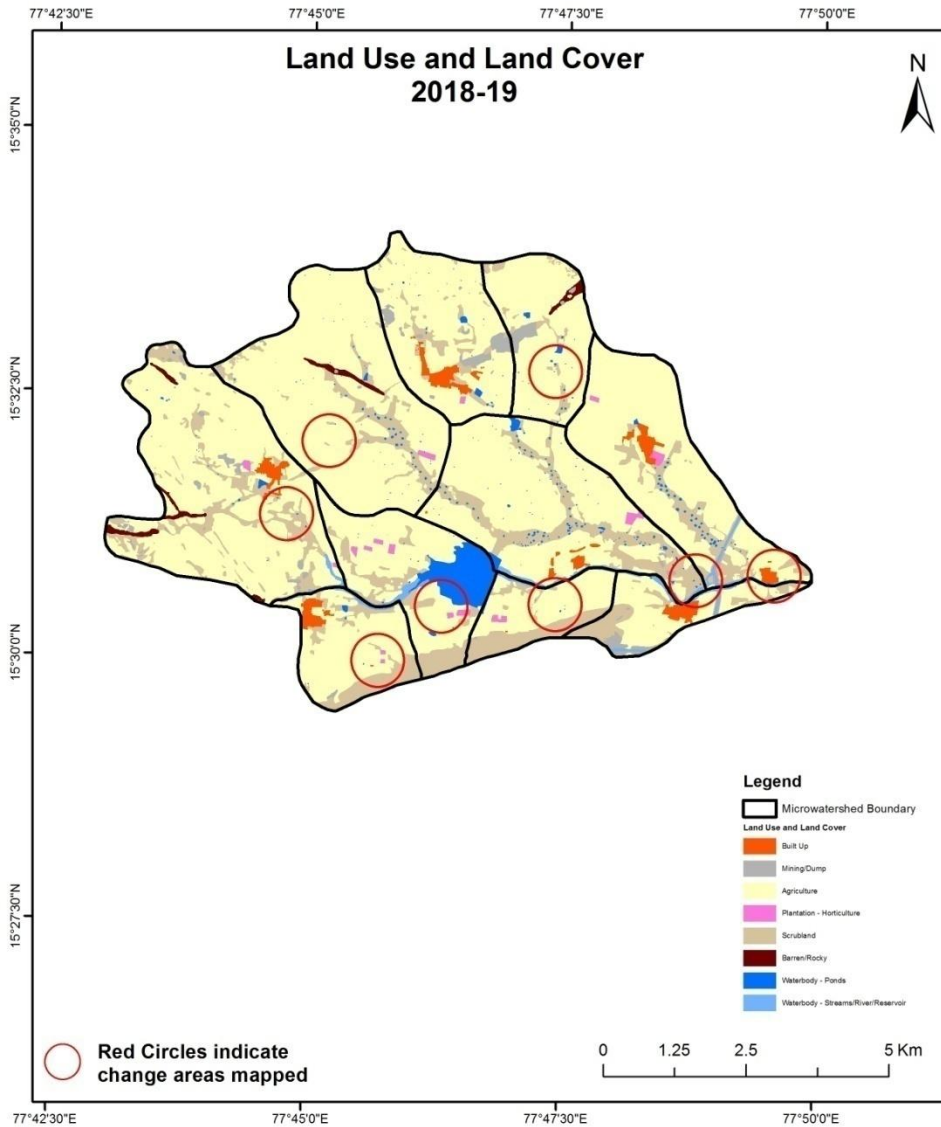 77°42'30"E 77°45'0"E 77°47'30"E 77°50'0"E
Land Use and Land Cover
2018-19
N
15°35'0"N
15°32'30"N
15°30'0"N
15°27'30"N
Legend
Microwatershed Boundary
Land Use and Land Cover
Built Up
Mining/Dump
Agriculture
Plantation - Horticulture
Scrubland
Barren/Rocky
Waterbody - Ponds
Waterbody - Streams/River/Reservoir
Red Circles indicate
change areas mapped
0 1.25 2.5 5 Km
77°42'30"E 77°45'0"E 77°47'30"E 77°50'0"E